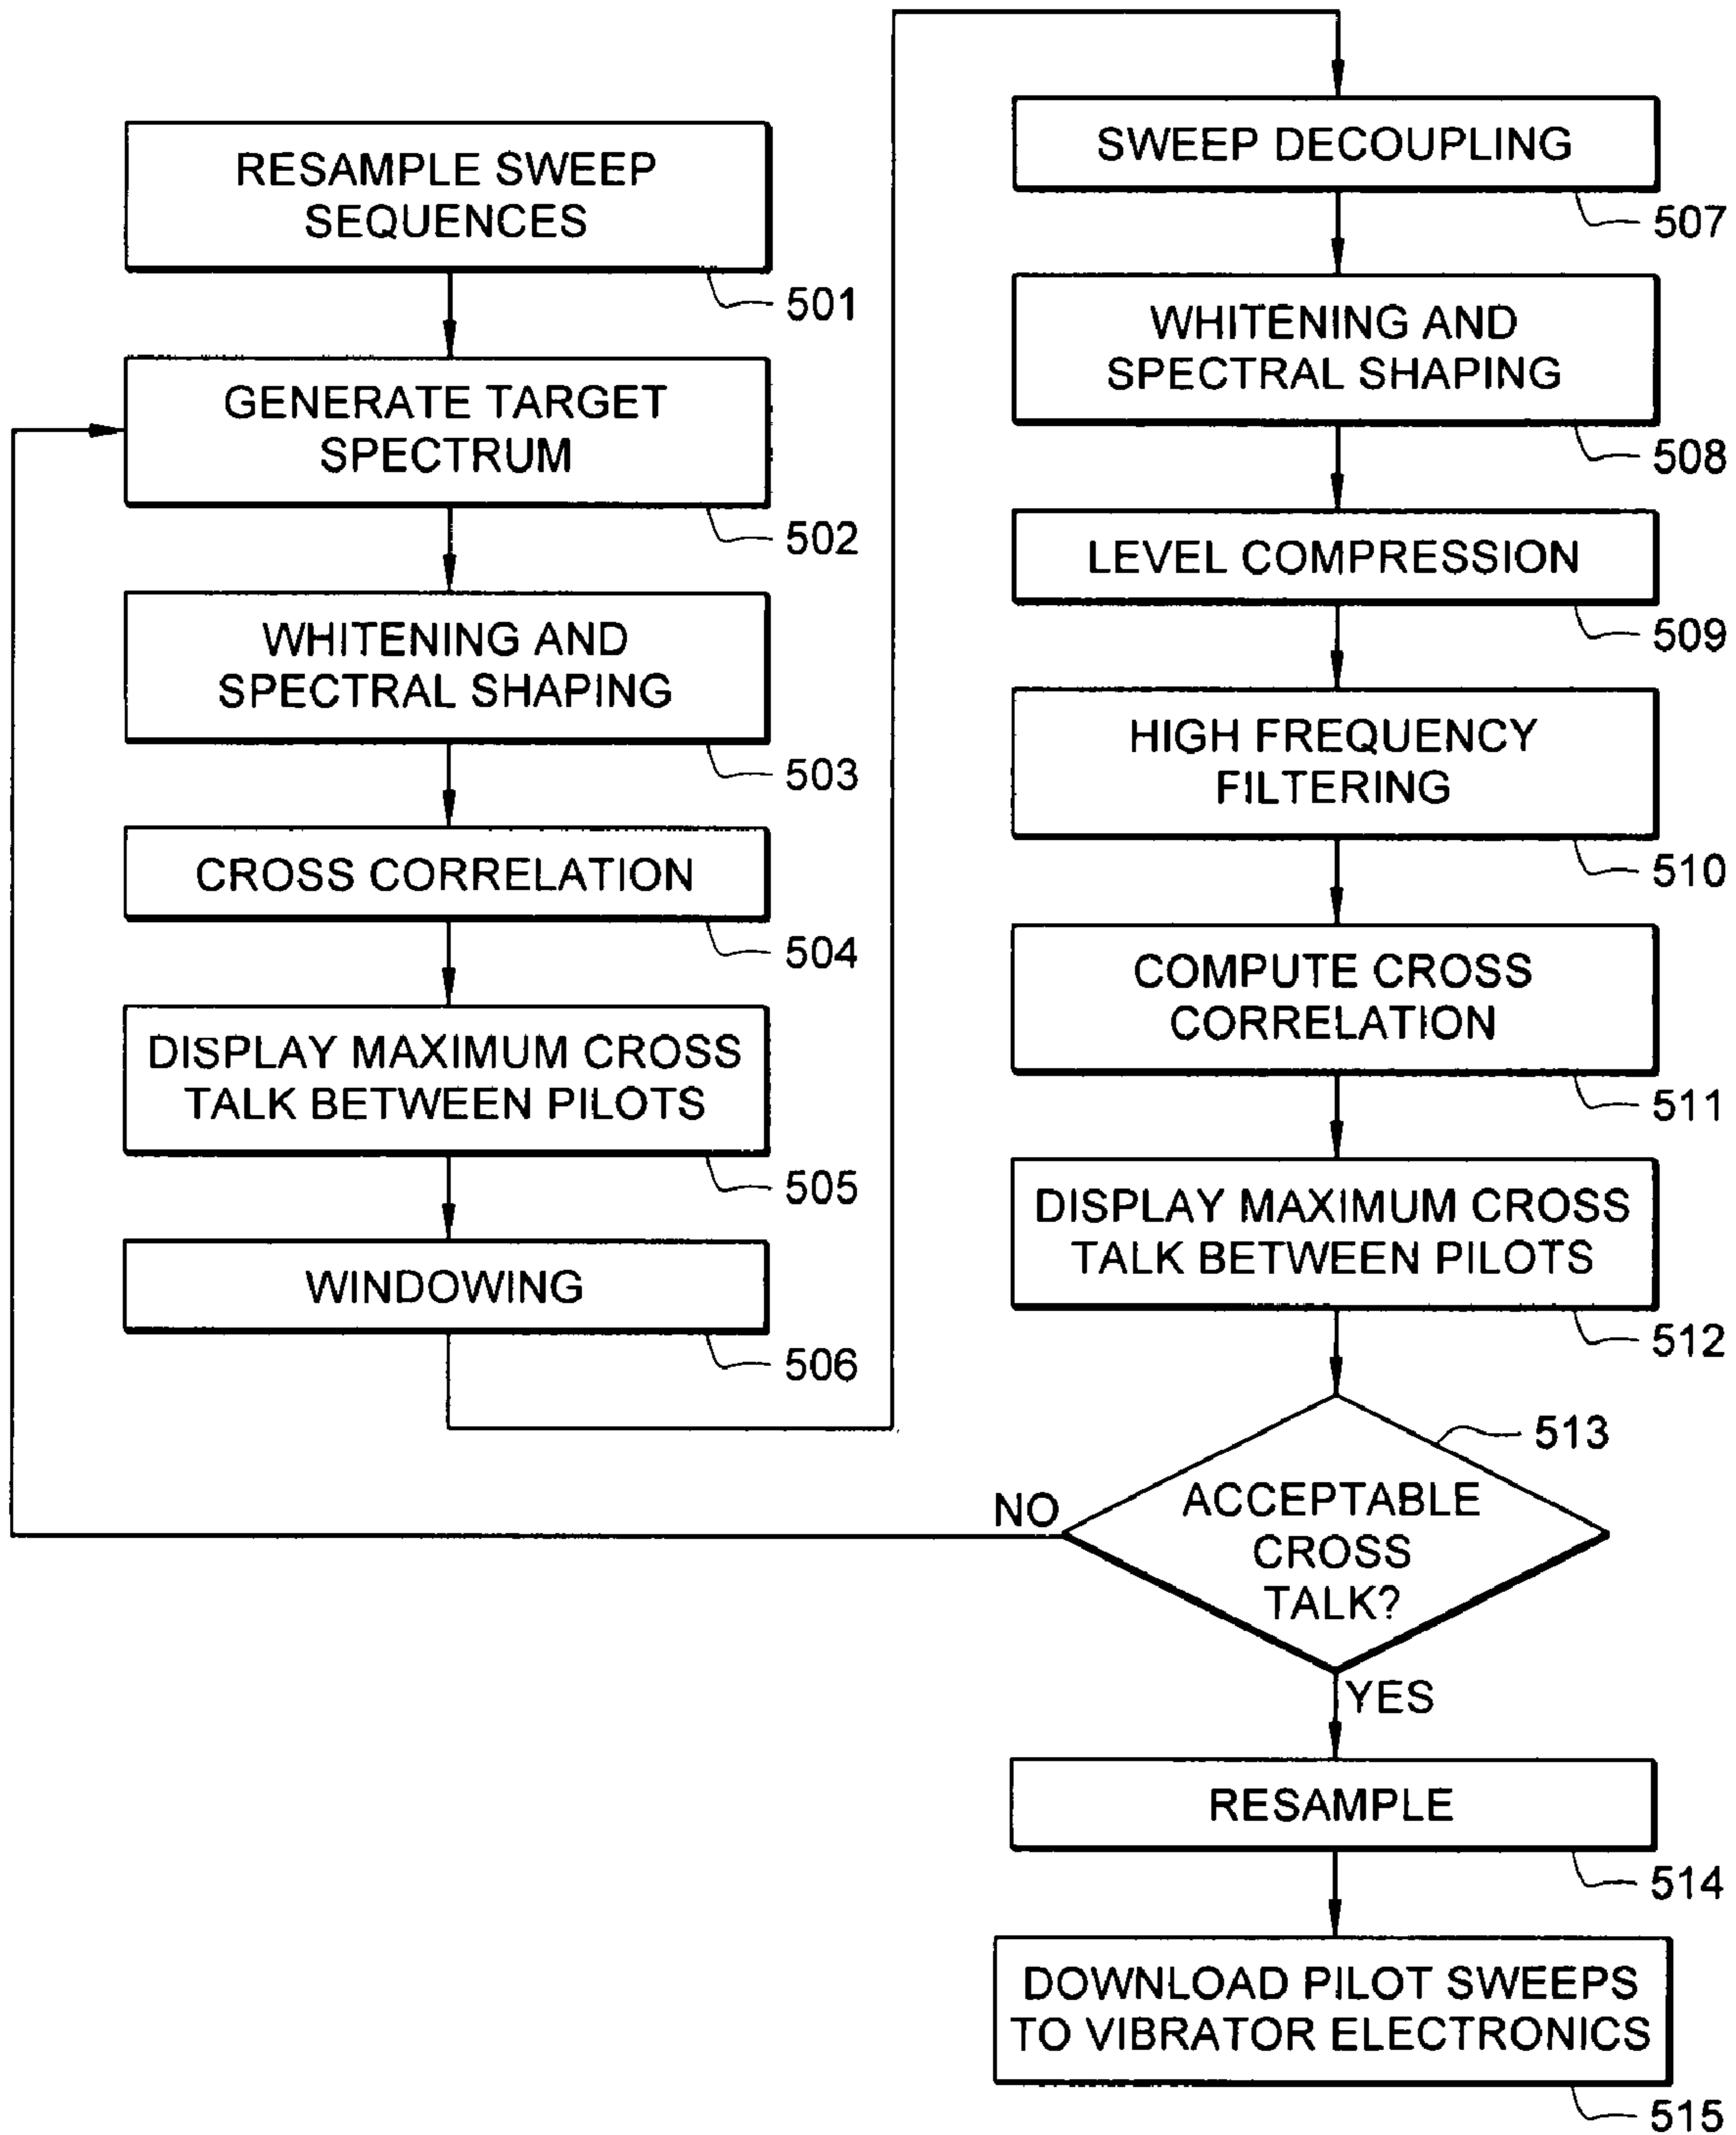 RESAMPLE SWEEP
SEQUENCES
501
GENERATE TARGET
SPECTRUM
502
WHITENING AND
SPECTRAL SHAPING
503
CROSS CORRELATION
504
DISPLAY MAXIMUM CROSS
TALK BETWEEN PILOTS
505
WINDOWING
506
SWEEP DECOUPLING
507
WHITENING AND
SPECTRAL SHAPING
508
LEVEL COMPRESSION
509
HIGH FREQUENCY
FILTERING
510
COMPUTE CROSS
CORRELATION
511
DISPLAY MAXIMUM CROSS
TALK BETWEEN PILOTS
512
513
ACCEPTABLE
CROSS
TALK?
NO
YES
RESAMPLE
514
DOWNLOAD PILOT SWEEPS
TO VIBRATOR ELECTRONICS
515